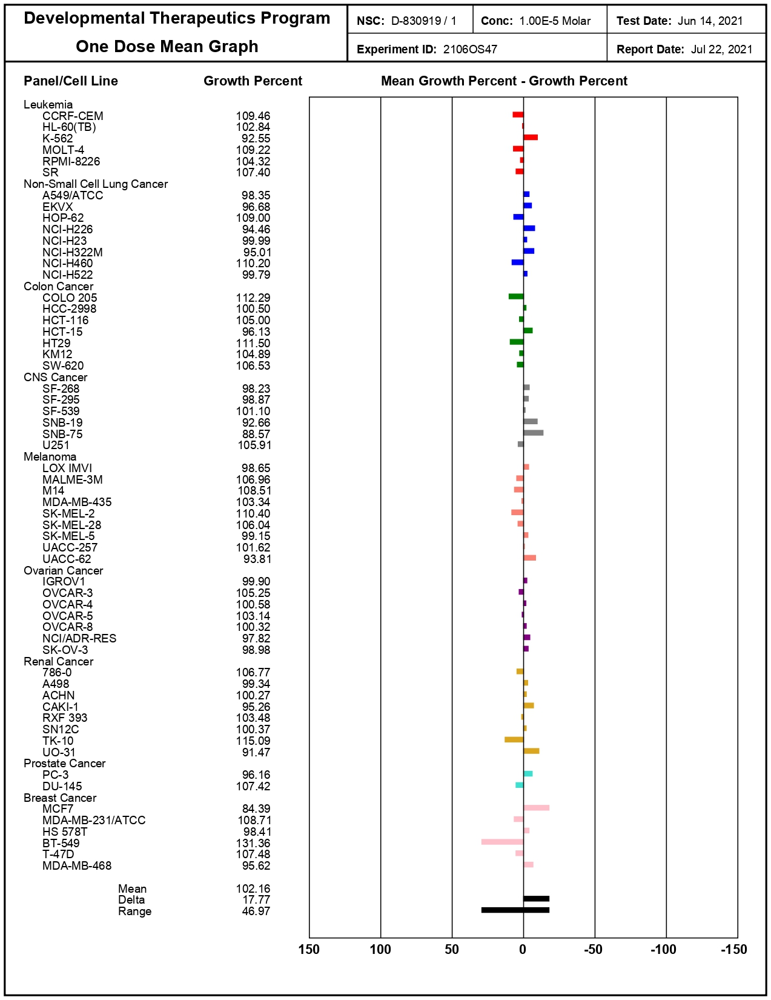 Developmental Therapeutics Program
One Dose Mean Graph
NSC: D-830919 / 1
Conc: 1.00E-5 Molar
Test Date: Jun 14, 2021
Experiment ID: 2106OS47
Report Date: Jul 22, 2021
Panel/Cell Line Growth Percent Mean Growth Percent - Growth Percent
Leukemia
CCRF-CEM 109.46
HL-60(TB) 102.84
K-562 92.55
MOLT-4 109.22
RPMI-8226 104.32
SR 107.40
Non-Small Cell Lung Cancer
A549/ATCC 98.35
EKVX 96.68
HOP-62 109.00
NCI-H226 94.46
NCI-H23 99.99
NCI-H322M 95.01
NCI-H460 110.20
NCI-H522 99.79
Colon Cancer
COLO 205 112.29
HCC-2998 100.50
HCT-116 105.00
HCT-15 96.13
HT29 111.50
KM12 104.89
SW-620 106.53
CNS Cancer
SF-268 98.23
SF-295 98.87
SF-539 101.10
SNB-19 92.66
SNB-75 88.57
U251 105.91
Melanoma
LOX IMVI 98.65
MALME-3M 106.96
M14 108.51
MDA-MB-435 103.34
SK-MEL-2 110.40
SK-MEL-28 106.04
SK-MEL-5 99.15
UACC-257 101.62
UACC-62 93.81
Ovarian Cancer
IGROV1 99.90
OVCAR-3 105.25
OVCAR-4 100.58
OVCAR-5 103.14
OVCAR-8 100.32
NCI/ADR-RES 97.82
SK-OV-3 98.98
Renal Cancer
786-0 106.77
A498 99.34
ACHN 100.27
CAKI-1 95.26
RXF 393 103.48
SN12C 100.37
TK-10 115.09
UO-31 91.47
Prostate Cancer
PC-3 96.16
DU-145 107.42
Breast Cancer
MCF7 84.39
MDA-MB-231/ATCC 108.71
HS 578T 98.41
BT-549 131.36
T-47D 107.48
MDA-MB-468 95.62
Mean 102.16
Delta 17.77
Range 46.97
150 100 50 0 -50 -100 -150